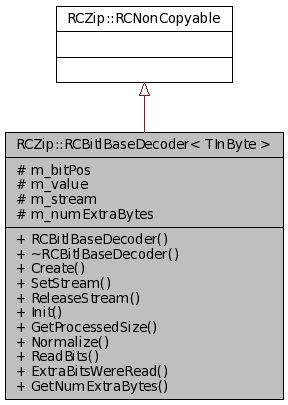 RCZip::RCNonCopyable
RCZip::RCBitlBaseDecoder< TInByte >
# m_bitPos
# m_value
# m_stream
# m_numExtraBytes
+ RCBitlBaseDecoder()
+ ~RCBitlBaseDecoder()
+ Create()
+ SetStream()
+ ReleaseStream()
+ Init()
+ GetProcessedSize()
+ Normalize()
+ ReadBits()
+ ExtraBitsWereRead()
+ GetNumExtraBytes()